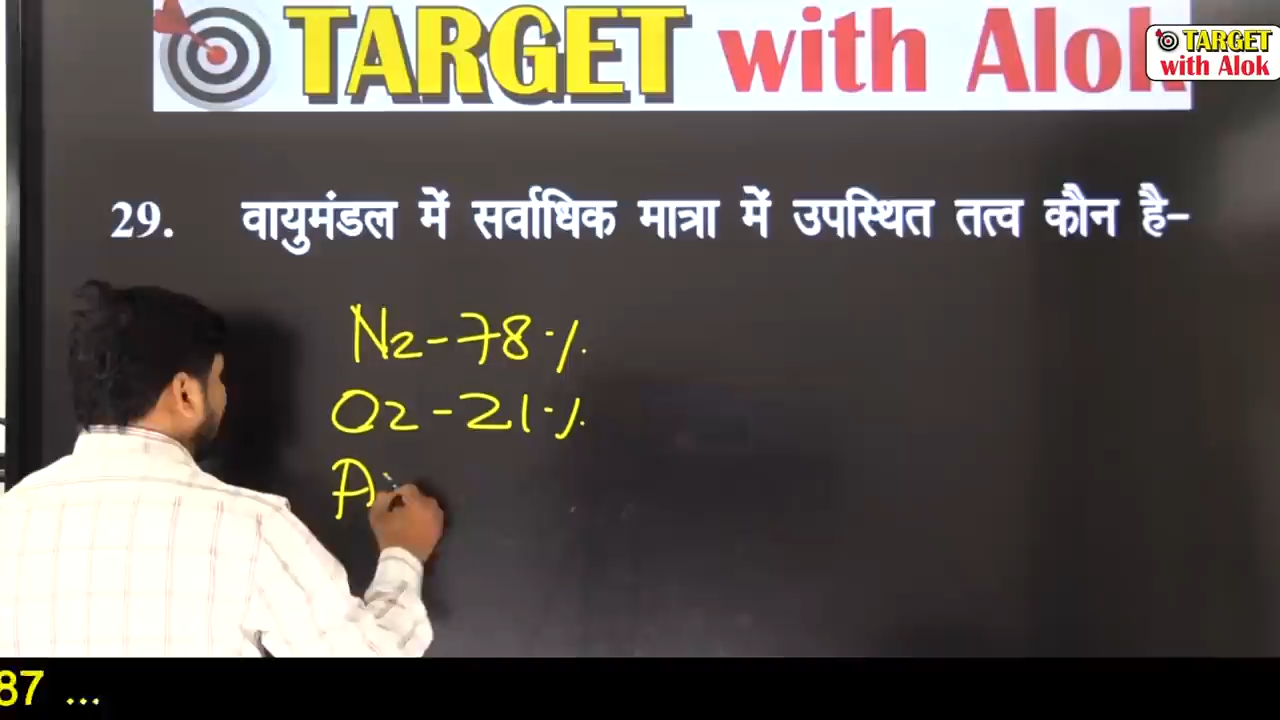 TARGET with Alok
TARGET
with Alok
29. वायुमंडल में सर्वाधिक मात्रा में उपस्थित तत्व कौन है-
N2-78%
O2-21%
A
87 ...